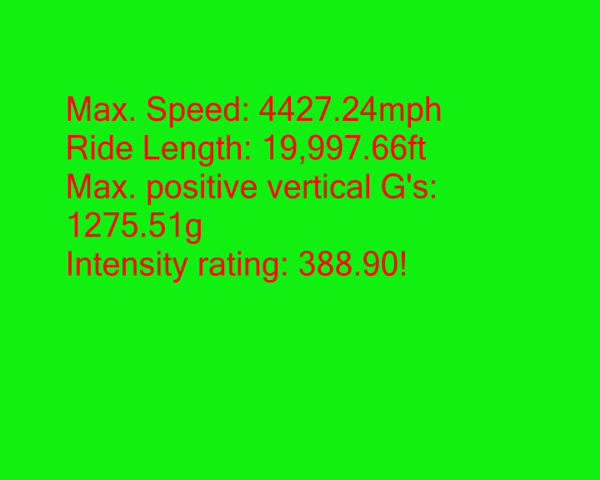 Max. Speed: 4427.24mph
Ride Length: 19,997.66ft
Max. positive vertical G's:
1275.51g
Intensity rating: 388.90!